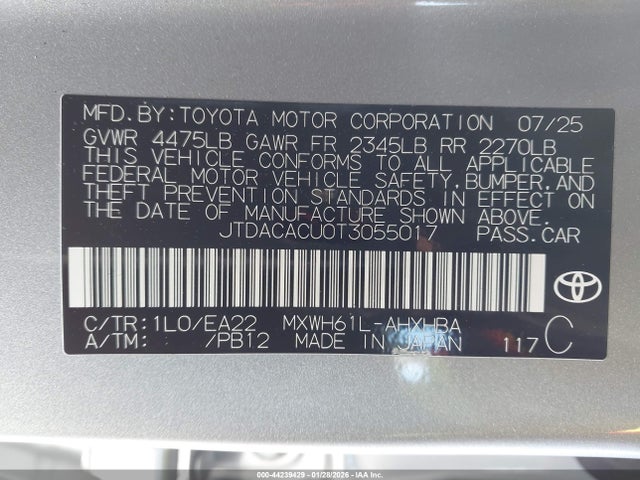 MFD.BY:TOYOTA MOTOR CORPORATION 07/25
GVWR 4475LB GAWR FR 2345LB RR 2270LB
THIS VEHICLE CONFORMS TO ALL APPLICABLE
FEDERAL MOTOR VEHICLE SAFETY,BUMPER,AND
THEFT PREVENTION STANDARDS IN EFFECT ON
THE DATE OF MANUFACTURE SHOWN ABOVE.
JTDACACU0T3055017 PASS.CAR
C/TR:1L0/EA22 MXWH61L-AHXHBA
A/TM: /PB12 MADE IN JAPAN 117 C
TOYOTA
000-44239429 | 01/28/2026 | IAA Inc.